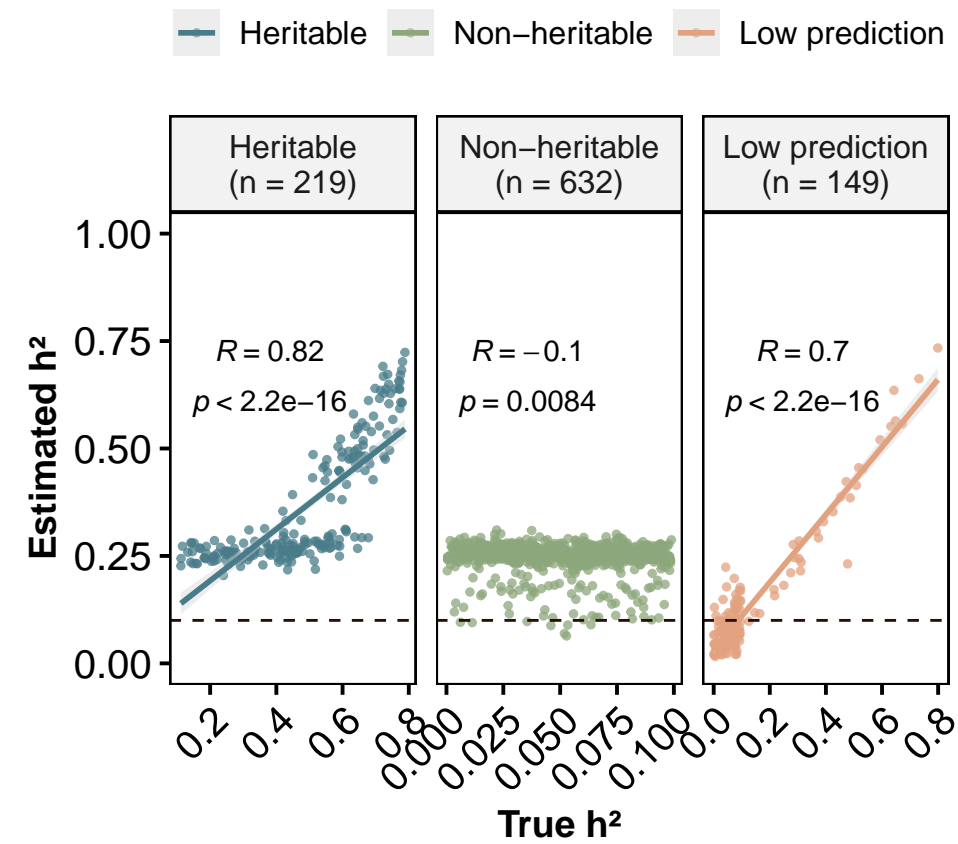 Heritable Non−heritable Low prediction
Heritable
(n = 219)
Non−heritable
(n = 632)
Low prediction
(n = 149)
1.00
0.75
0.50
0.25
0.00
Estimated h²
R = 0.82
p < 2.2e−16
R = −0.1
p = 0.0084
R = 0.7
p < 2.2e−16
0.2 0.4 0.6 0.8
0.000 0.025 0.050 0.075 0.100
0.0 0.2 0.4 0.6 0.8
True h²